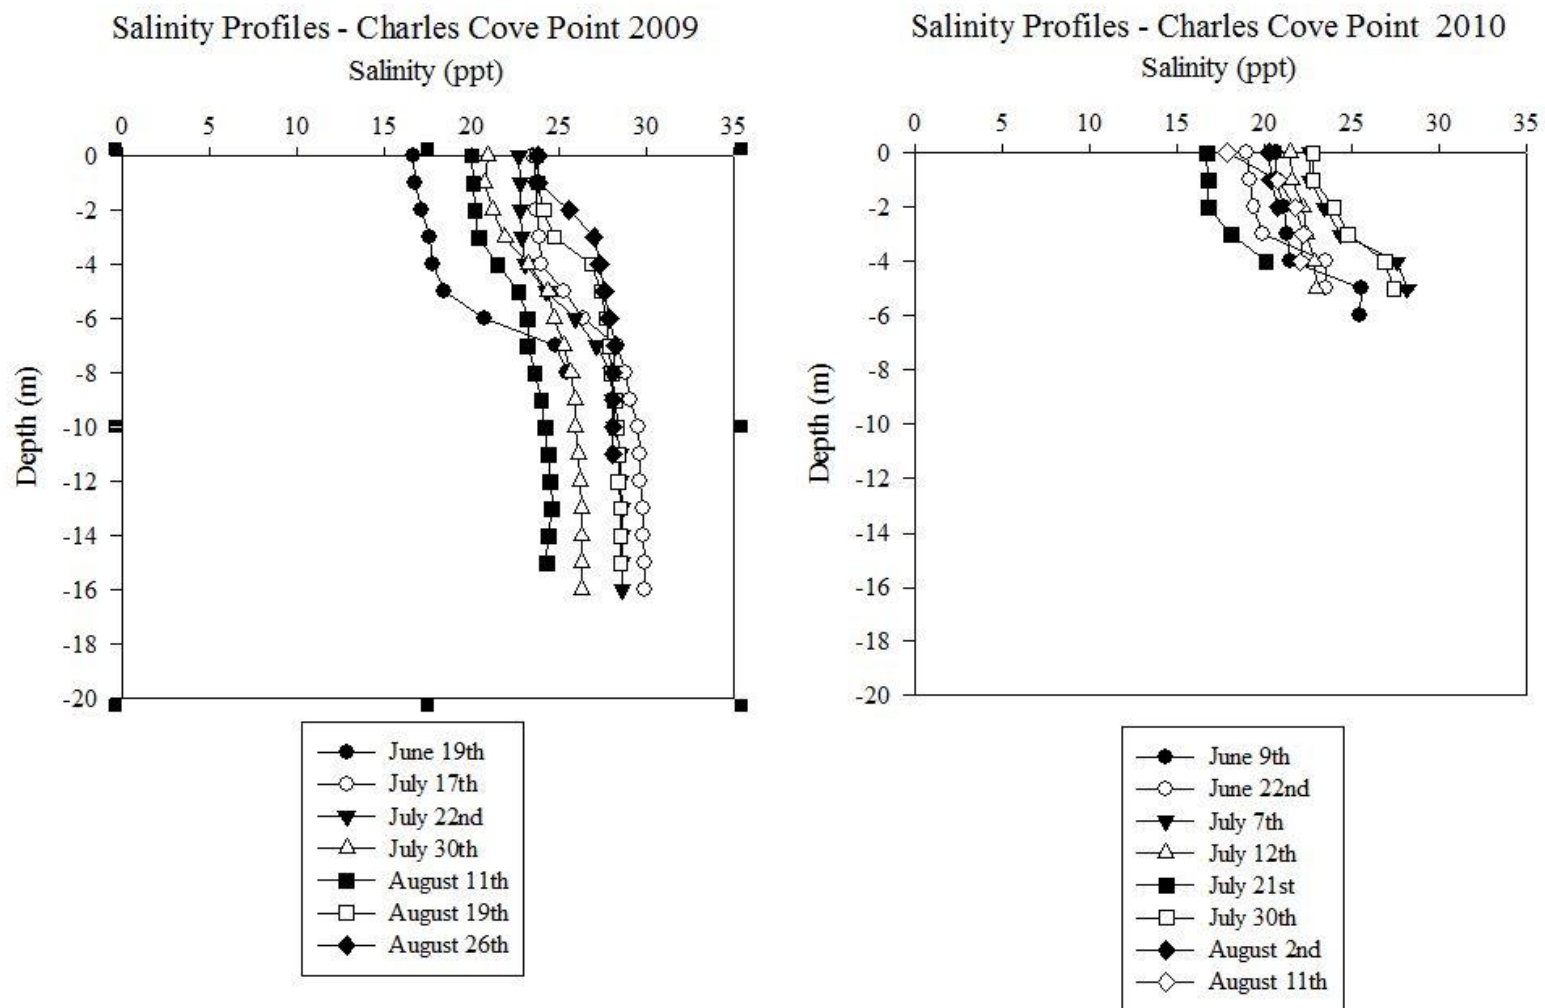 Salinity Profiles - Charles Cove Point 2009
Salinity (ppt)
0 5 10 15 20 25 30 35
0
-2
-4
-6
-8
-10
-12
-14
-16
-18
-20
Depth (m)
June 19th
July 17th
July 22nd
July 30th
August 11th
August 19th
August 26th
Salinity Profiles - Charles Cove Point 2010
Salinity (ppt)
0 5 10 15 20 25 30 35
0
-2
-4
-6
-8
-10
-12
-14
-16
-18
-20
Depth (m)
June 9th
June 22nd
July 7th
July 12th
July 21st
July 30th
August 2nd
August 11th